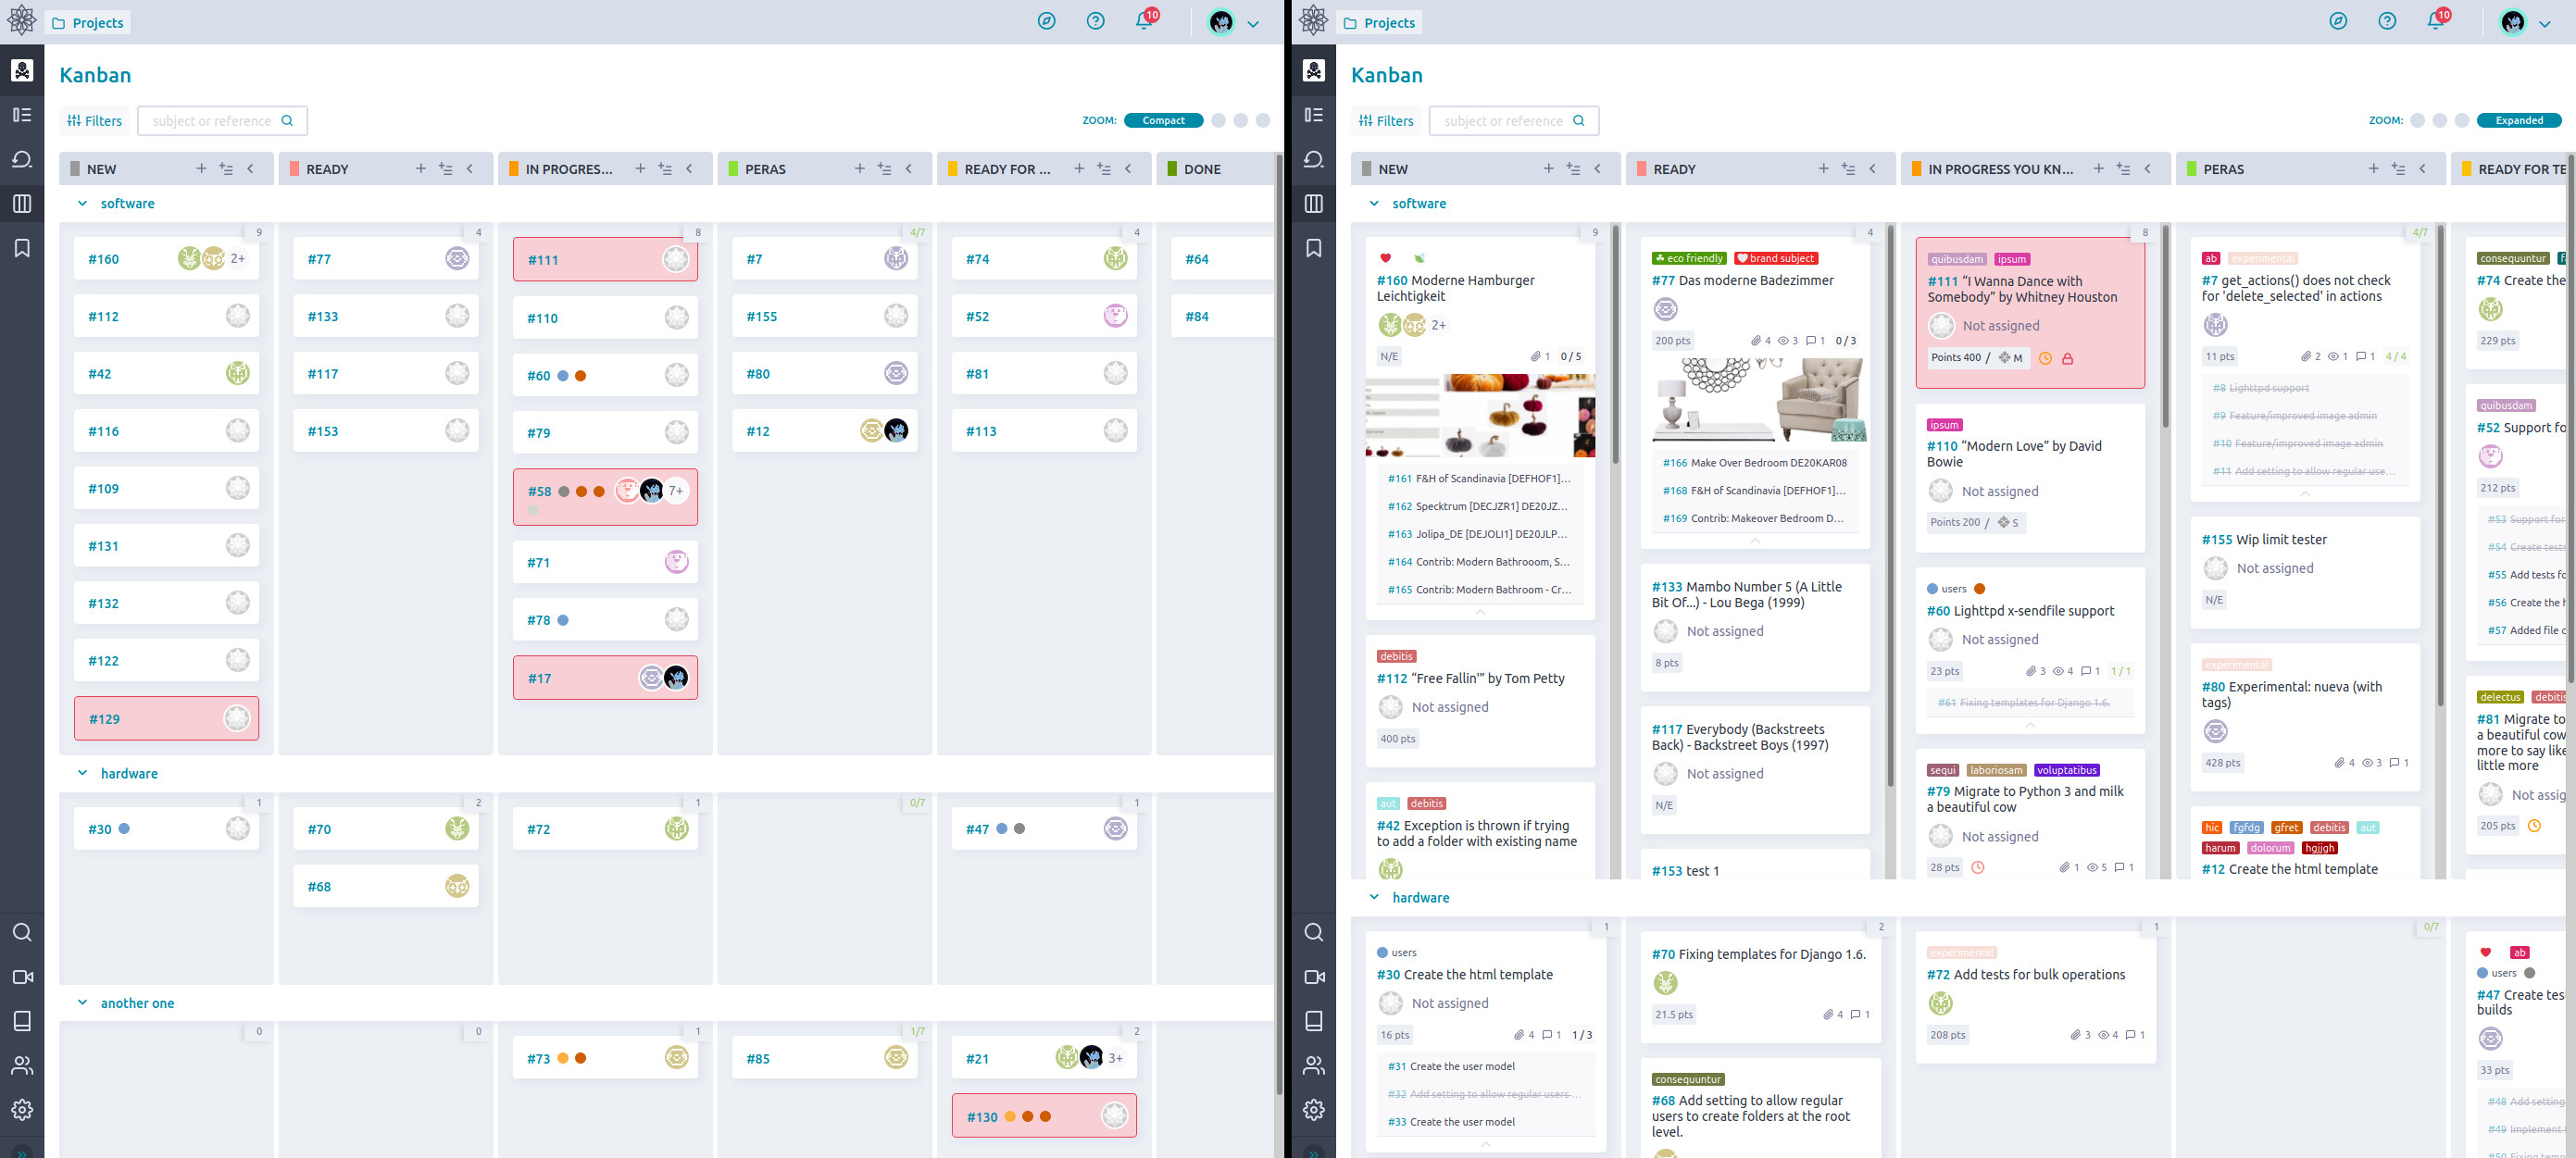 Projects
10
Kanban
Filters
subject or reference
ZOOM: Compact
NEW
READY
IN PROGRES...
PERAS
READY FOR ...
DONE
software
9
4
8
4/7
4
#160 2+
#77
#111
#7
#74
#64
#112
#133
#110
#155
#52
#84
#42
#117
#60
#80
#81
#116
#153
#79
#12
#113
#109
#58 7+
#131
#71
#132
#78
#122
#17
#129
hardware
1
2
1
0/7
1
#30
#70
#72
#47
#68
another one
0
0
1
1/7
2
#73
#85
#21 3+
#130
Projects
10
Kanban
Filters
subject or reference
ZOOM: Expanded
NEW
READY
IN PROGRESS YOU KN...
PERAS
READY FOR TE
software
9
#160 Moderne Hamburger
Leichtigkeit
2+
N/E 1 0 / 5
#161 F&H of Scandinavia [DEFHOF1]...
#162 Specktrum [DECJZR1] DE20JZ...
#163 Jolipa_DE [DEJOLI1] DE20JLP...
#164 Contrib: Modern Bathrooom, S...
#165 Contrib: Modern Bathroom - Cr...
debitis
#112 “Free Fallin’” by Tom Petty
Not assigned
400 pts
aut debitis
#42 Exception is thrown if trying
to add a folder with existing name
4
eco friendly brand subject
#77 Das moderne Badezimmer
200 pts 4 3 1 0 / 3
#166 Make Over Bedroom DE20KAR08
#168 F&H of Scandinavia [DEFHOF1]...
#169 Contrib: Makeover Bedroom D...
#133 Mambo Number 5 (A Little
Bit Of...) - Lou Bega (1999)
Not assigned
8 pts
#117 Everybody (Backstreets
Back) - Backstreet Boys (1997)
Not assigned
N/E
#153 test 1
8
quibusdam ipsum
#111 “I Wanna Dance with
Somebody” by Whitney Houston
Not assigned
Points 400 / M
ipsum
#110 “Modern Love” by David
Bowie
Not assigned
Points 200 / S
users
#60 Lighttpd x-sendfile support
Not assigned
23 pts 3 4 1 1 / 1
#61 Fixing templates for Django 1.6.
sequi laboriosam voluptatibus
#79 Migrate to Python 3 and milk
a beautiful cow
Not assigned
28 pts 1 5 1
4/7
ab experimental
#7 get_actions() does not check
for 'delete_selected' in actions
11 pts 2 1 1 4 / 4
#8 Lighttpd support
#9 Feature/improved image admin
#10 Feature/improved image admin
#11 Add setting to allow regular use...
#155 Wip limit tester
Not assigned
N/E
experimental
#80 Experimental: nueva (with
tags)
428 pts 4 3 1
hic fgfdg gfret debitis aut
harum dolorum hgjjgh
#12 Create the html template
consequuntur
#74 Create the
229 pts
quibusdam
#52 Support fo
212 pts
#53 Support for
#54 Create tests
#55 Add tests fo
#56 Create the h
#57 Added file c
delectus debitis
#81 Migrate to
a beautiful cow
more to say like
little more
Not assig
205 pts
hardware
1
users
#30 Create the html template
Not assigned
16 pts 4 1 1 / 3
#31 Create the user model
#32 Add setting to allow regular users ...
#33 Create the user model
2
#70 Fixing templates for Django 1.6.
21.5 pts 4 1
consequuntur
#68 Add setting to allow regular
users to create folders at the root
level.
1
experimental
#72 Add tests for bulk operations
208 pts 3 4 1
0/7
ab
users
#47 Create tes
builds
33 pts
#48 Add setting
#49 Implement
#50 Fixing temp